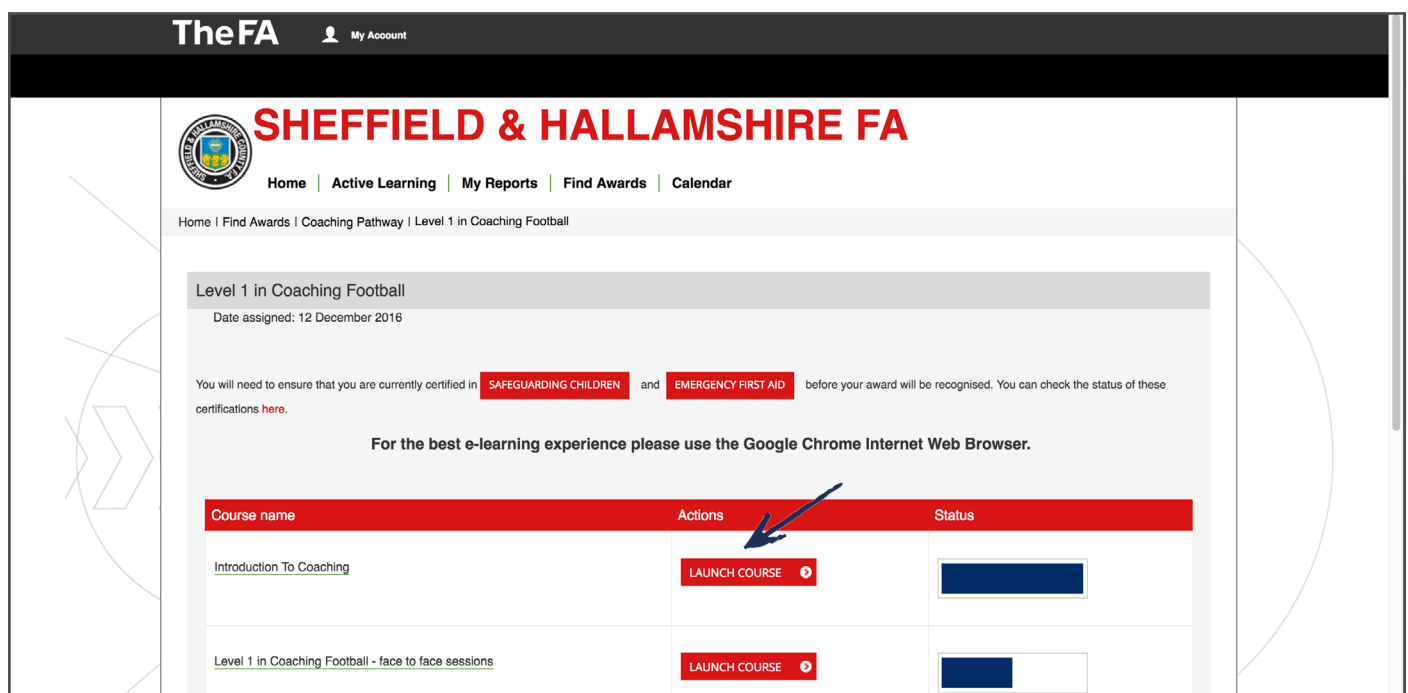 TheFA My Account
SHEFFIELD & HALLAMSHIRE FA
SHEFFIELD & HALLAMSHIRE COUNTY F.A.
Home | Active Learning | My Reports | Find Awards | Calendar
Home | Find Awards | Coaching Pathway | Level 1 in Coaching Football
Level 1 in Coaching Football
Date assigned: 12 December 2016
You will need to ensure that you are currently certified in SAFEGUARDING CHILDREN and EMERGENCY FIRST AID before your award will be recognised. You can check the status of these
certifications here.
For the best e-learning experience please use the Google Chrome Internet Web Browser.
Course name Actions Status
Introduction To Coaching LAUNCH COURSE
Level 1 in Coaching Football - face to face sessions LAUNCH COURSE